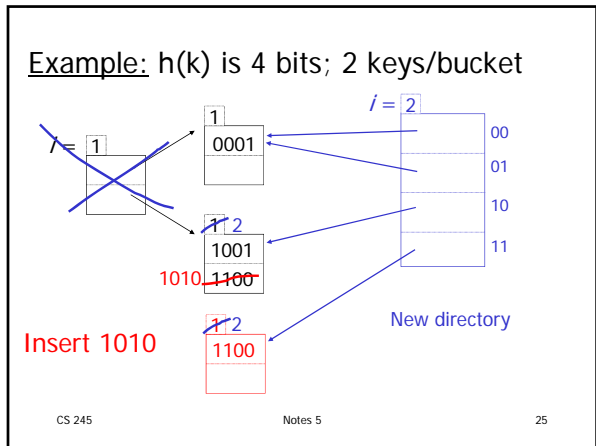 Example: h(k) is 4 bits; 2 keys/bucket
i = 1
1
0001
i = 2
00
01
10
11
1 2
1001
1010 1100
New directory
Insert 1010
1 2
1100
CS 245 Notes 5 25